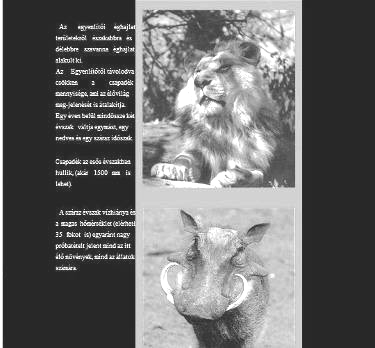 Az egyenlítői éghajlat
területektől északabbra és
délebbre szavanna éghajlat
alakult ki.
Az Egyenlítőtől távolodva
csökken a csapadék
mennyisége, ami az élővilág
meg-jelenését is átalakítja.
Egy éven belül mindössze két
évszak váltja egymást, egy
nedves és egy száraz időszak.
Csapadék az esős évszakban
hullik, (akár 1500 mm is
lehet).
A száraz évszak vízhiánya és
a magas hőmérséklet (elérheti
35 fokot is) egyaránt nagy
próbatételt jelent mind az itt
élő növények, mind az állatok
számára.